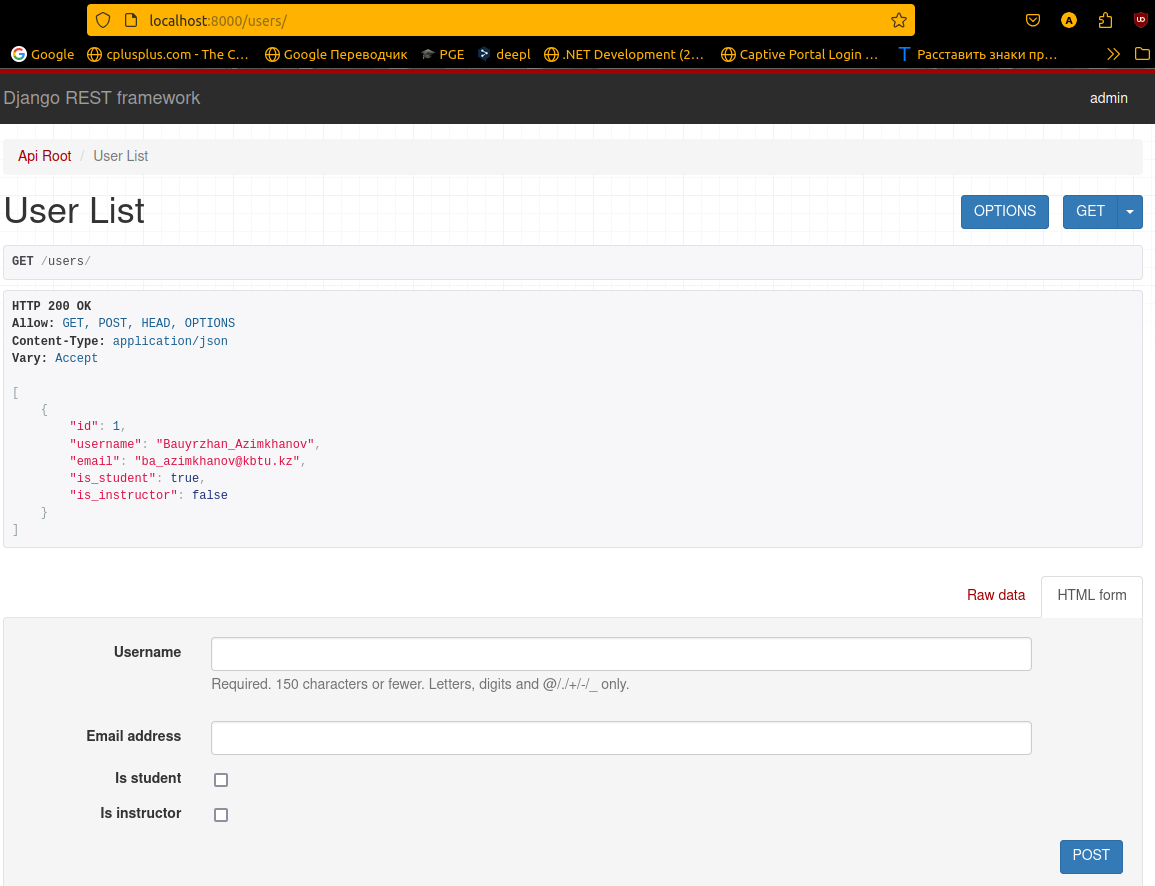 localhost:8000/users/
Google cplusplus.com - The C… Google Переводчик PGE deepl .NET Development (2… Captive Portal Login … Расставить знаки пр…
Django REST framework admin
Api Root / User List
User List OPTIONS GET
GET /users/
HTTP 200 OK
Allow: GET, POST, HEAD, OPTIONS
Content-Type: application/json
Vary: Accept
[
    {
        "id": 1,
        "username": "Bauyrzhan_Azimkhanov",
        "email": "ba_azimkhanov@kbtu.kz",
        "is_student": true,
        "is_instructor": false
    }
]
Raw data HTML form
Username
Required. 150 characters or fewer. Letters, digits and @/./+/-/_ only.
Email address
Is student
Is instructor
POST